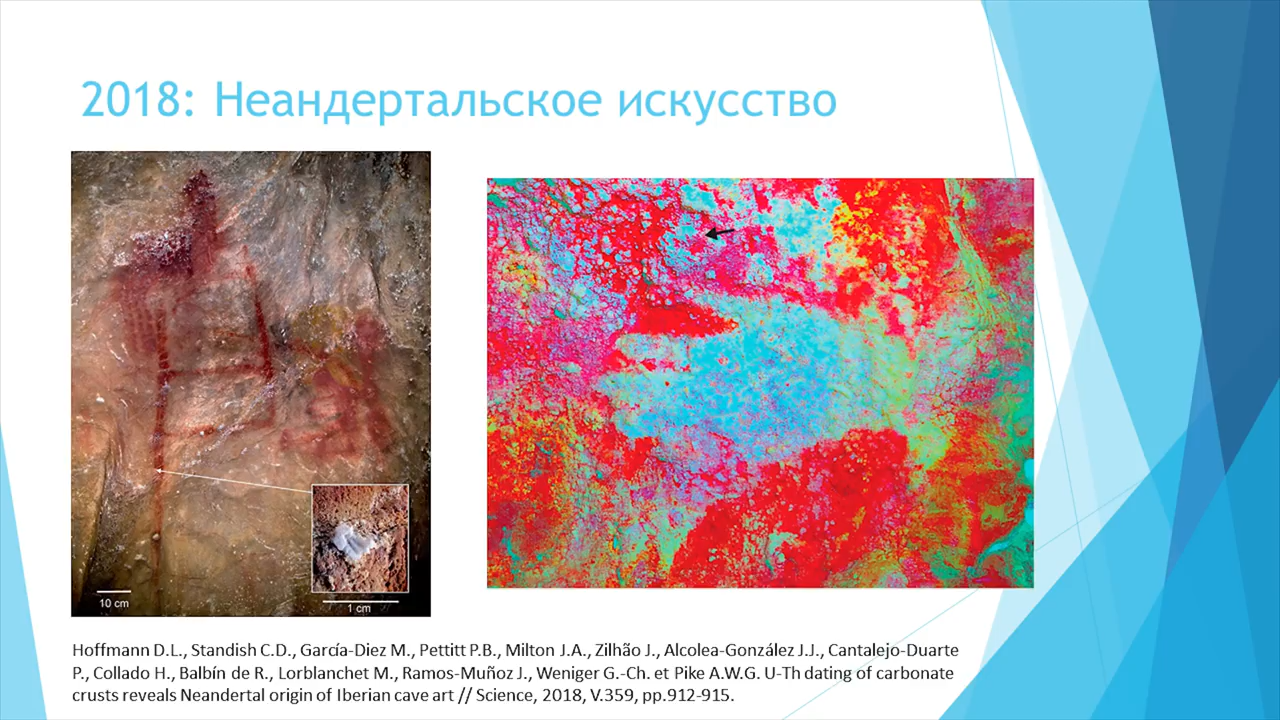 2018: Неандертальское искусство
10 cm
1 cm
Hoffmann D.L., Standish C.D., García-Diez M., Pettitt P.B., Milton J.A., Zilhão J., Alcolea-González J.J., Cantalejo-Duarte
P., Collado H., Balbín de R., Lorblanchet M., Ramos-Muñoz J., Weniger G.-Ch. et Pike A.W.G. U-Th dating of carbonate
crusts reveals Neandertal origin of Iberian cave art // Science, 2018, V.359, pp.912-915.